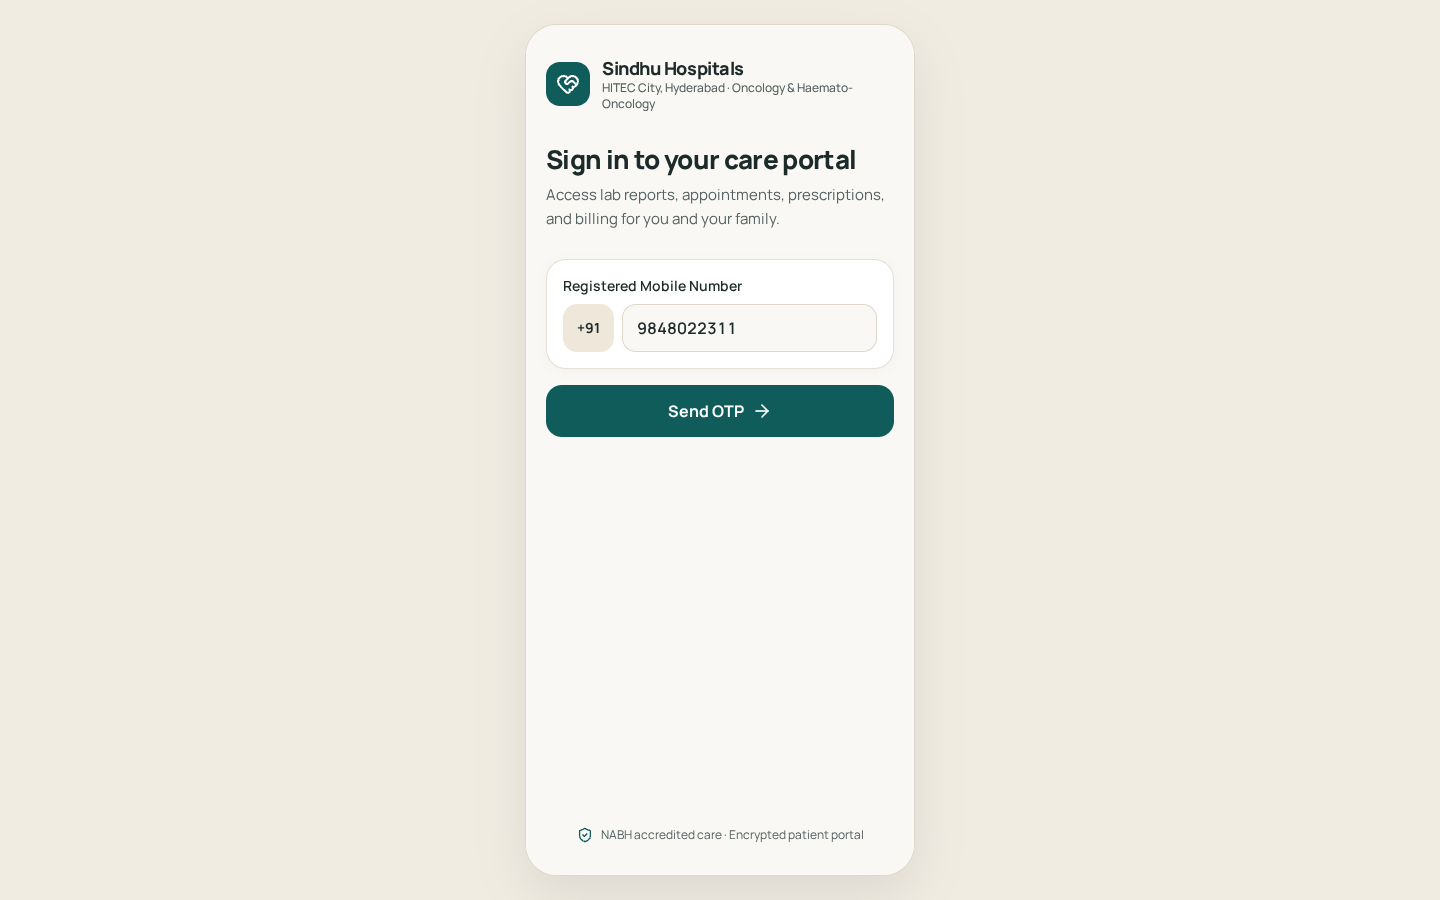 Sindhu Hospitals
HITEC City, Hyderabad · Oncology & Haemato-
Oncology
Sign in to your care portal
Access lab reports, appointments, prescriptions,
and billing for you and your family.
Registered Mobile Number
+91 9848022311
Send OTP →
NABH accredited care · Encrypted patient portal